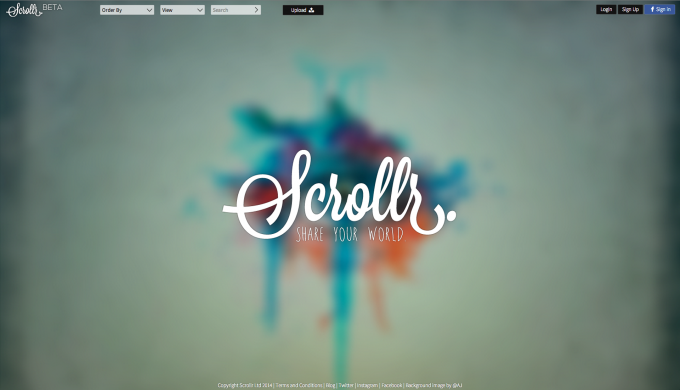 Scrollr. BETA
Order By
View
Search
Upload
Login
Sign Up
f Sign in
Scrollr.
SHARE YOUR WORLD
Copyright Scrollr Ltd 2014 | Terms and Conditions | Blog | Twitter | Instagram | Facebook | Background image by @AJ